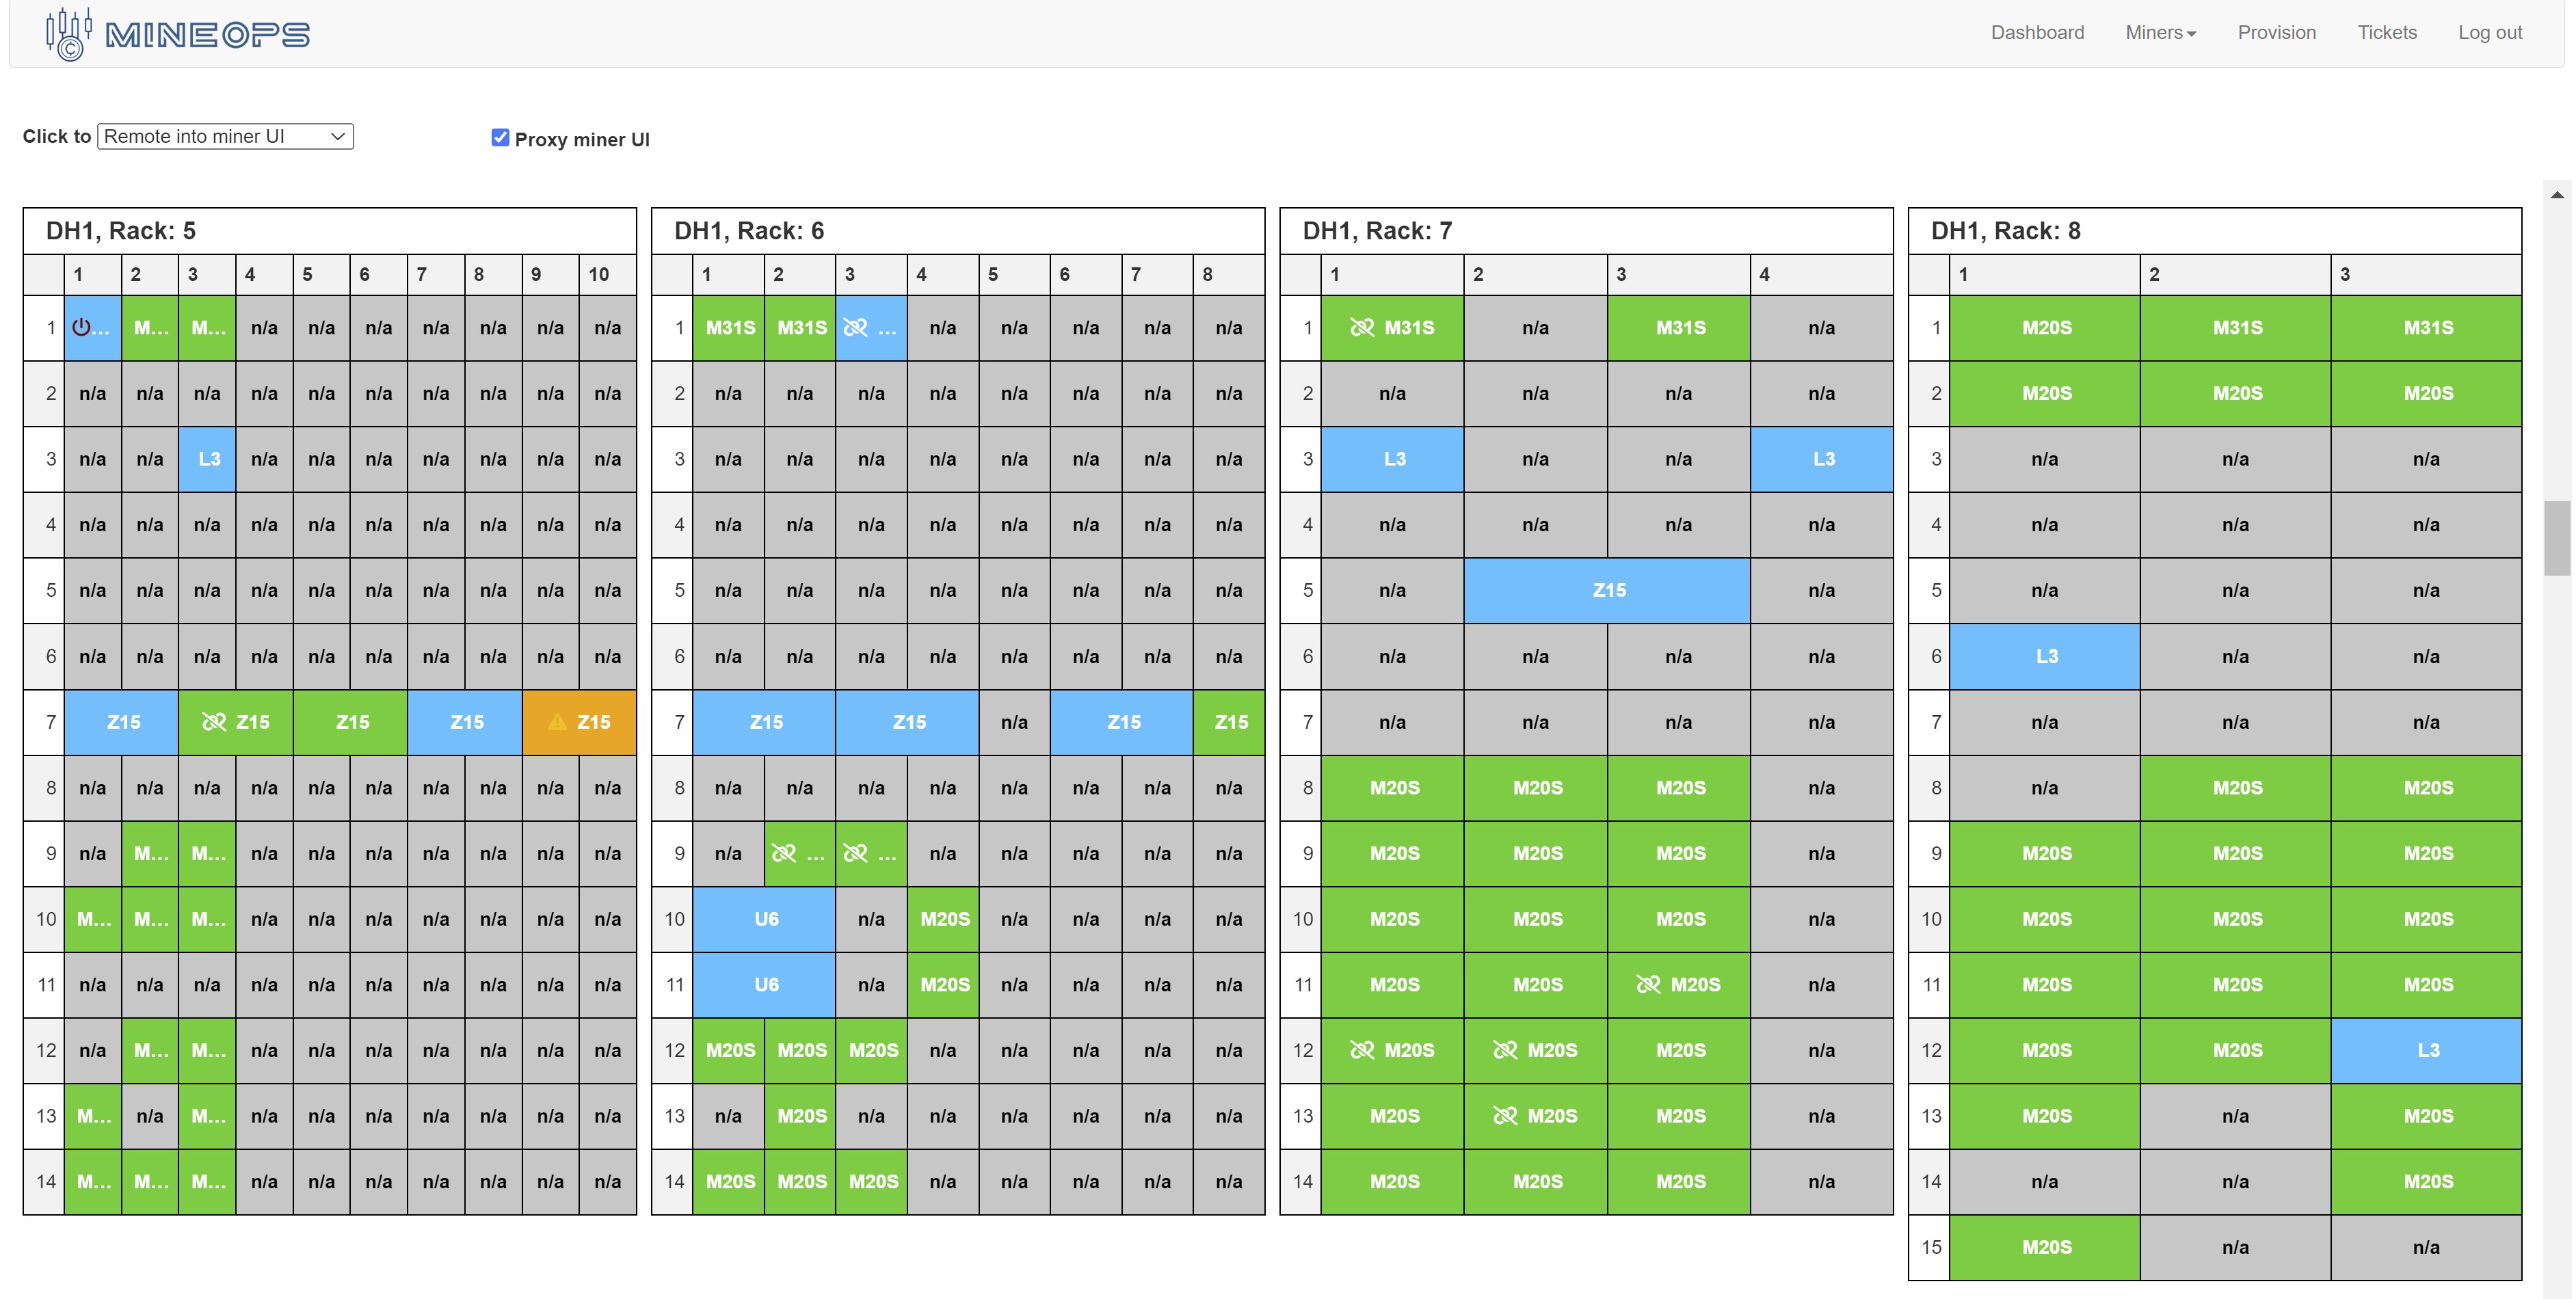 MINEOPS
Dashboard Miners Provision Tickets Log out
Click to Remote into miner UI Proxy miner UI
DH1, Rack: 5
1 2 3 4 5 6 7 8 9 10
1 ... M... M... n/a n/a n/a n/a n/a n/a n/a
2 n/a n/a n/a n/a n/a n/a n/a n/a n/a n/a
3 n/a n/a L3 n/a n/a n/a n/a n/a n/a n/a
4 n/a n/a n/a n/a n/a n/a n/a n/a n/a n/a
5 n/a n/a n/a n/a n/a n/a n/a n/a n/a n/a
6 n/a n/a n/a n/a n/a n/a n/a n/a n/a n/a
7 Z15 Z15 Z15 Z15 Z15
8 n/a n/a n/a n/a n/a n/a n/a n/a n/a n/a
9 n/a M... M... n/a n/a n/a n/a n/a n/a n/a
10 M... M... M... n/a n/a n/a n/a n/a n/a n/a
11 n/a n/a n/a n/a n/a n/a n/a n/a n/a n/a
12 n/a M... M... n/a n/a n/a n/a n/a n/a n/a
13 M... n/a M... n/a n/a n/a n/a n/a n/a n/a
14 M... M... M... n/a n/a n/a n/a n/a n/a n/a
DH1, Rack: 6
1 2 3 4 5 6 7 8
1 M31S M31S ... n/a n/a n/a n/a n/a
2 n/a n/a n/a n/a n/a n/a n/a n/a
3 n/a n/a n/a n/a n/a n/a n/a n/a
4 n/a n/a n/a n/a n/a n/a n/a n/a
5 n/a n/a n/a n/a n/a n/a n/a n/a
6 n/a n/a n/a n/a n/a n/a n/a n/a
7 Z15 Z15 n/a Z15 Z15
8 n/a n/a n/a n/a n/a n/a n/a n/a
9 n/a ... ... n/a n/a n/a n/a n/a
10 U6 n/a M20S n/a n/a n/a n/a
11 U6 n/a M20S n/a n/a n/a n/a
12 M20S M20S M20S n/a n/a n/a n/a n/a
13 n/a M20S n/a n/a n/a n/a n/a n/a
14 M20S M20S M20S n/a n/a n/a n/a n/a
DH1, Rack: 7
1 2 3 4
1 M31S n/a M31S n/a
2 n/a n/a n/a n/a
3 L3 n/a n/a L3
4 n/a n/a n/a n/a
5 n/a Z15 n/a
6 n/a n/a n/a n/a
7 n/a n/a n/a n/a
8 M20S M20S M20S n/a
9 M20S M20S M20S n/a
10 M20S M20S M20S n/a
11 M20S M20S M20S n/a
12 M20S M20S M20S n/a
13 M20S M20S M20S n/a
14 M20S M20S M20S n/a
DH1, Rack: 8
1 2 3
1 M20S M31S M31S
2 M20S M20S M20S
3 n/a n/a n/a
4 n/a n/a n/a
5 n/a n/a n/a
6 L3 n/a n/a
7 n/a n/a n/a
8 n/a M20S M20S
9 M20S M20S M20S
10 M20S M20S M20S
11 M20S M20S M20S
12 M20S M20S L3
13 M20S n/a M20S
14 n/a n/a M20S
15 M20S n/a n/a